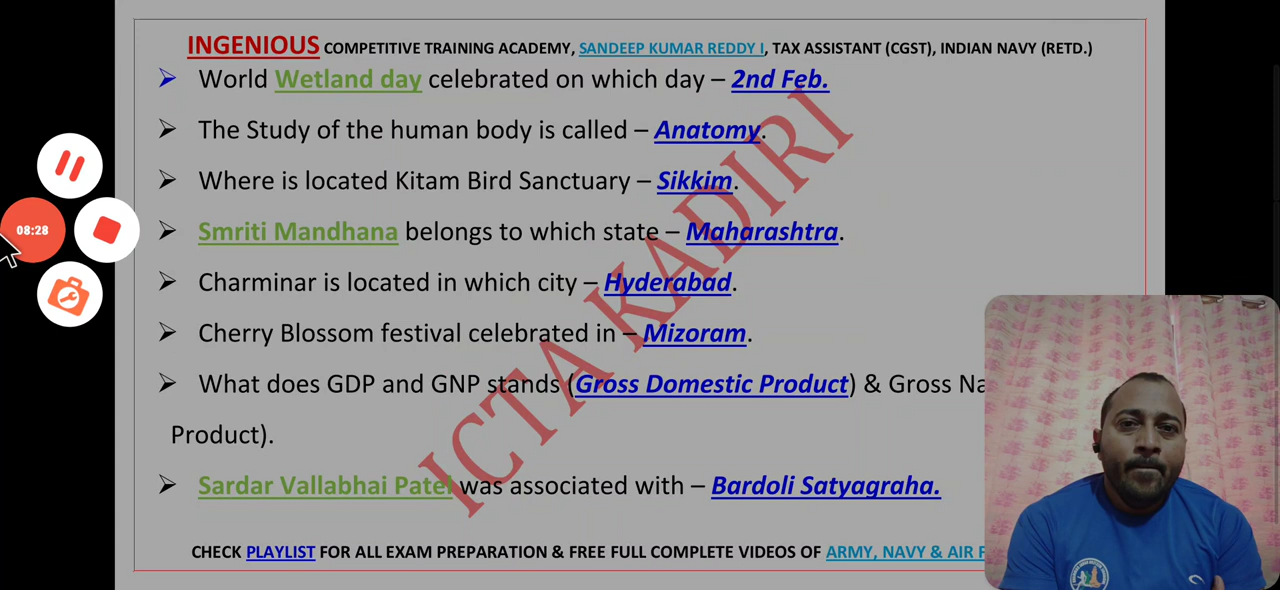 INGENIOUS COMPETITIVE TRAINING ACADEMY, SANDEEP KUMAR REDDY I, TAX ASSISTANT (CGST), INDIAN NAVY (RETD.)
World Wetland day celebrated on which day – 2nd Feb.
The Study of the human body is called – Anatomy.
Where is located Kitam Bird Sanctuary – Sikkim.
08:28
Smriti Mandhana belongs to which state – Maharashtra.
Charminar is located in which city – Hyderabad.
Cherry Blossom festival celebrated in – Mizoram.
What does GDP and GNP stands (Gross Domestic Product) & Gross Na
Product).
Sardar Vallabhai Patel was associated with – Bardoli Satyagraha.
ICTA KADIRI
CHECK PLAYLIST FOR ALL EXAM PREPARATION & FREE FULL COMPLETE VIDEOS OF ARMY, NAVY & AIR F